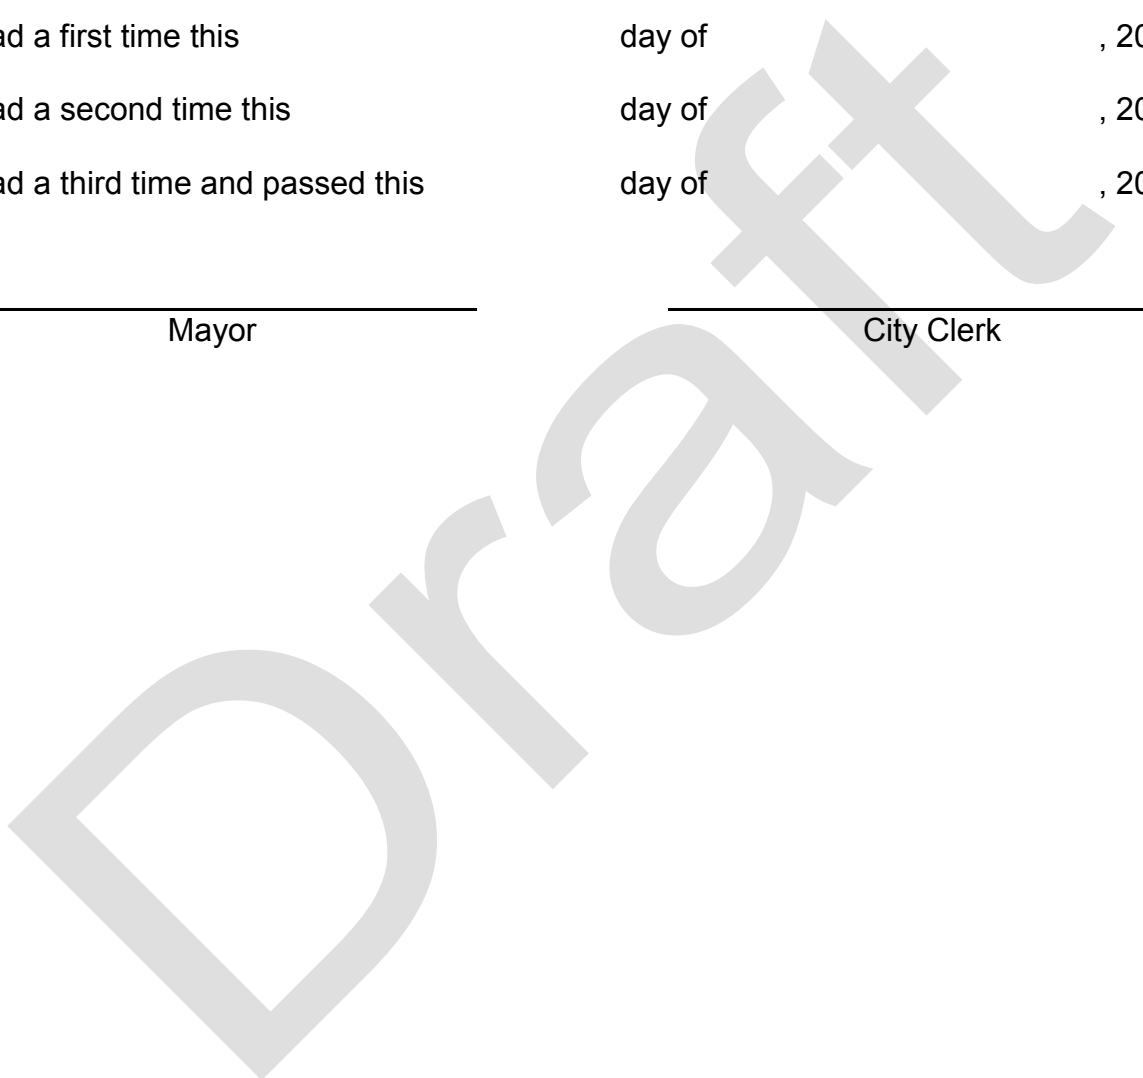 ad a first time this day of , 20
ad a second time this day of , 20
ad a third time and passed this day of , 20
Mayor City Clerk
Draft